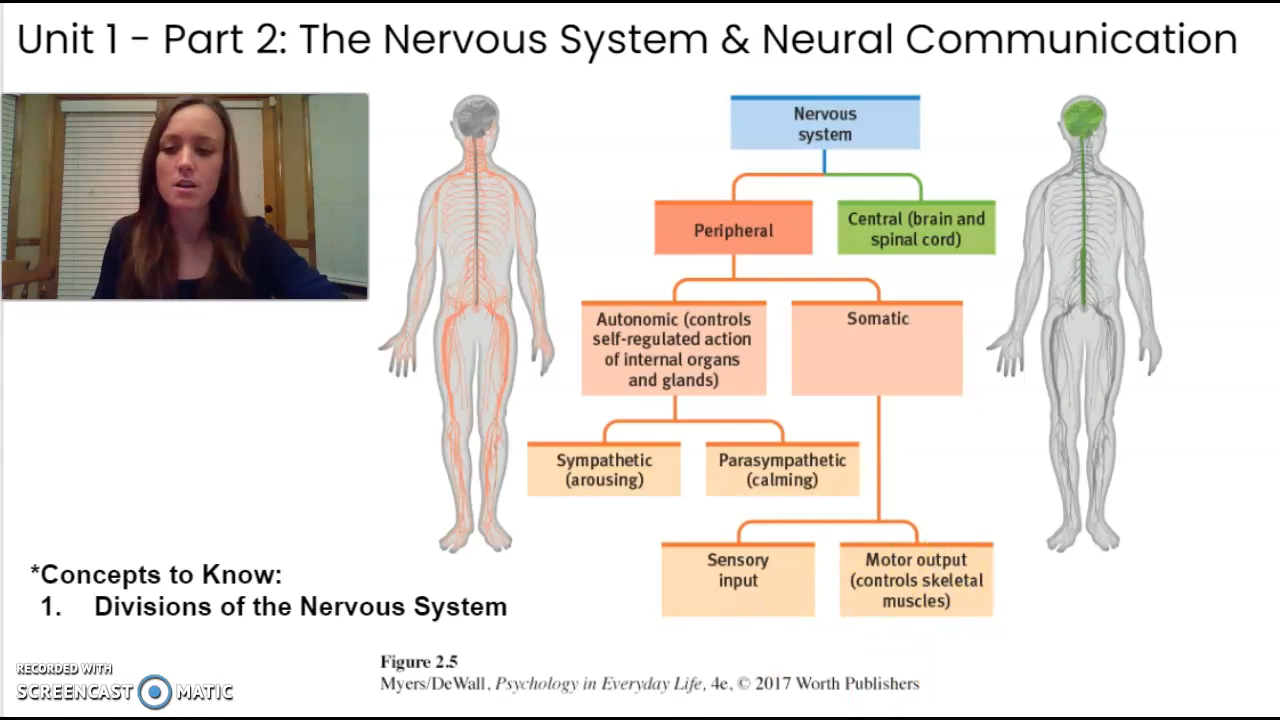 Unit 1 - Part 2: The Nervous System & Neural Communication
Nervous
system
Peripheral
Central (brain and
spinal cord)
Autonomic (controls
self-regulated action
of internal organs
and glands)
Somatic
Sympathetic
(arousing)
Parasympathetic
(calming)
Sensory
input
Motor output
(controls skeletal
muscles)
*Concepts to Know:
1. Divisions of the Nervous System
Figure 2.5
Myers/DeWall, Psychology in Everyday Life, 4e, © 2017 Worth Publishers
RECORDED WITH
SCREENCAST MATIC